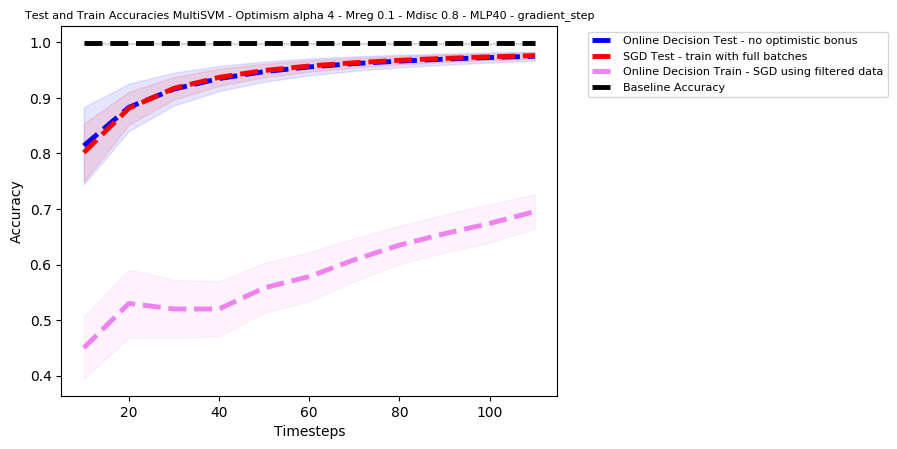 Test and Train Accuracies MultiSVM - Optimism alpha 4 - Mreg 0.1 - Mdisc 0.8 - MLP40 - gradient_step
Online Decision Test - no optimistic bonus
SGD Test - train with full batches
Online Decision Train - SGD using filtered data
Baseline Accuracy
Accuracy
1.0
0.9
0.8
0.7
0.6
0.5
0.4
20
40
60
80
100
Timesteps